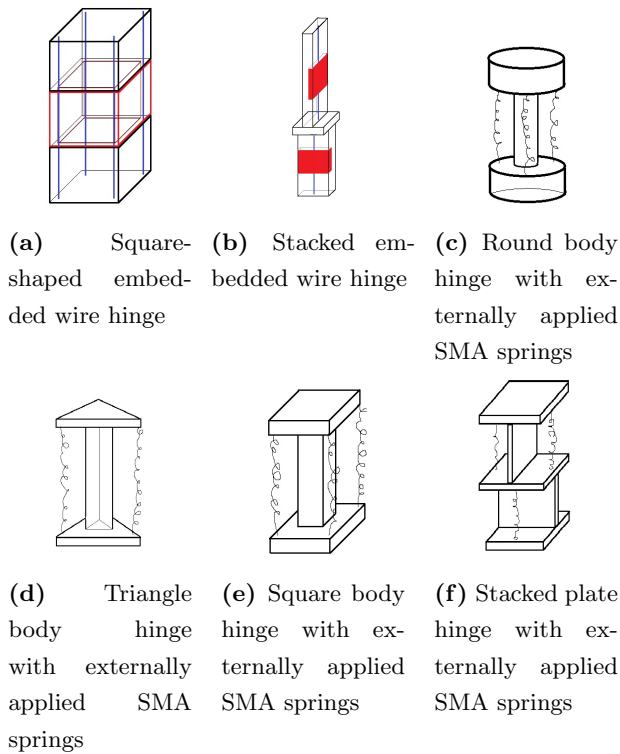 (a) Square-
shaped embed-
ded wire hinge
(b) Stacked em-
bedded wire hinge
(c) Round body
hinge with ex-
ternally applied
SMA springs
(d) Triangle
body hinge
with externally
applied SMA
springs
(e) Square body
hinge with ex-
ternally applied
SMA springs
(f) Stacked plate
hinge with ex-
ternally applied
SMA springs